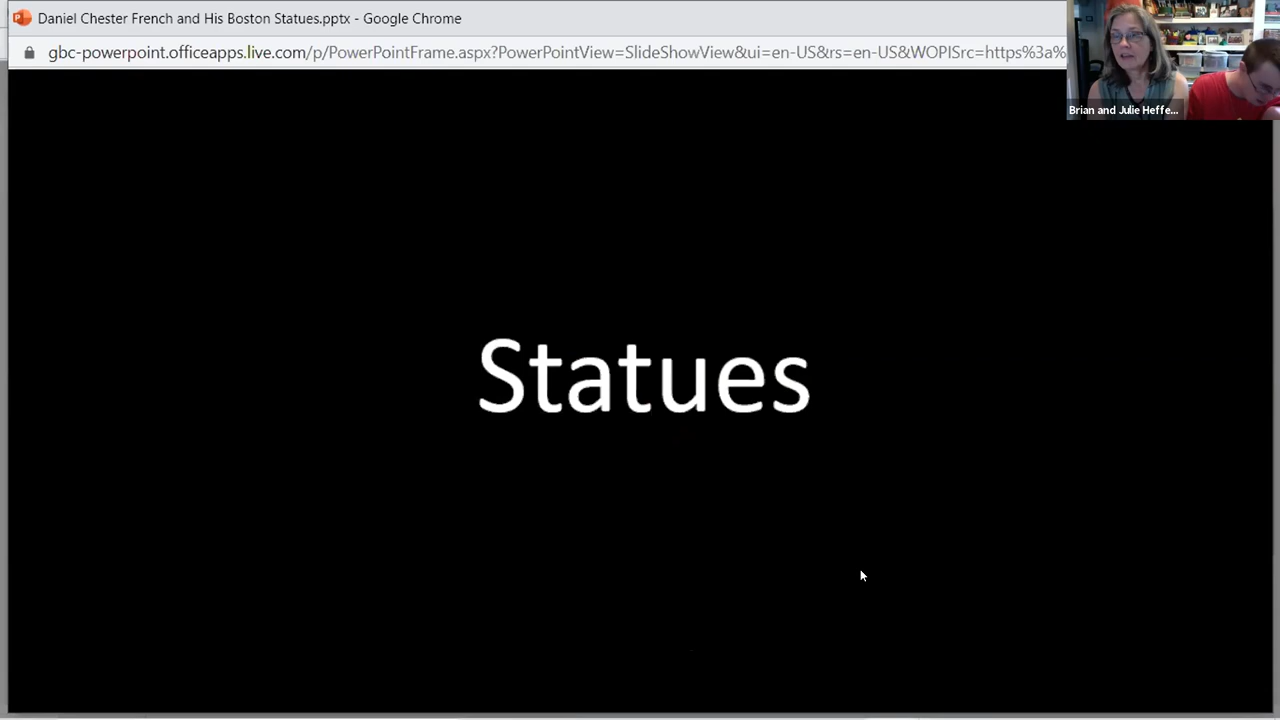 Daniel Chester French and His Boston Statues.pptx - Google Chrome
gbc-powerpoint.officeapps.live.com/p/PowerPointFrame.aspx?PowerPointView=SlideShowView&ui=en-US&rs=en-US&WOPISrc=https%3a%
Brian and Julie Heffe...
Statues